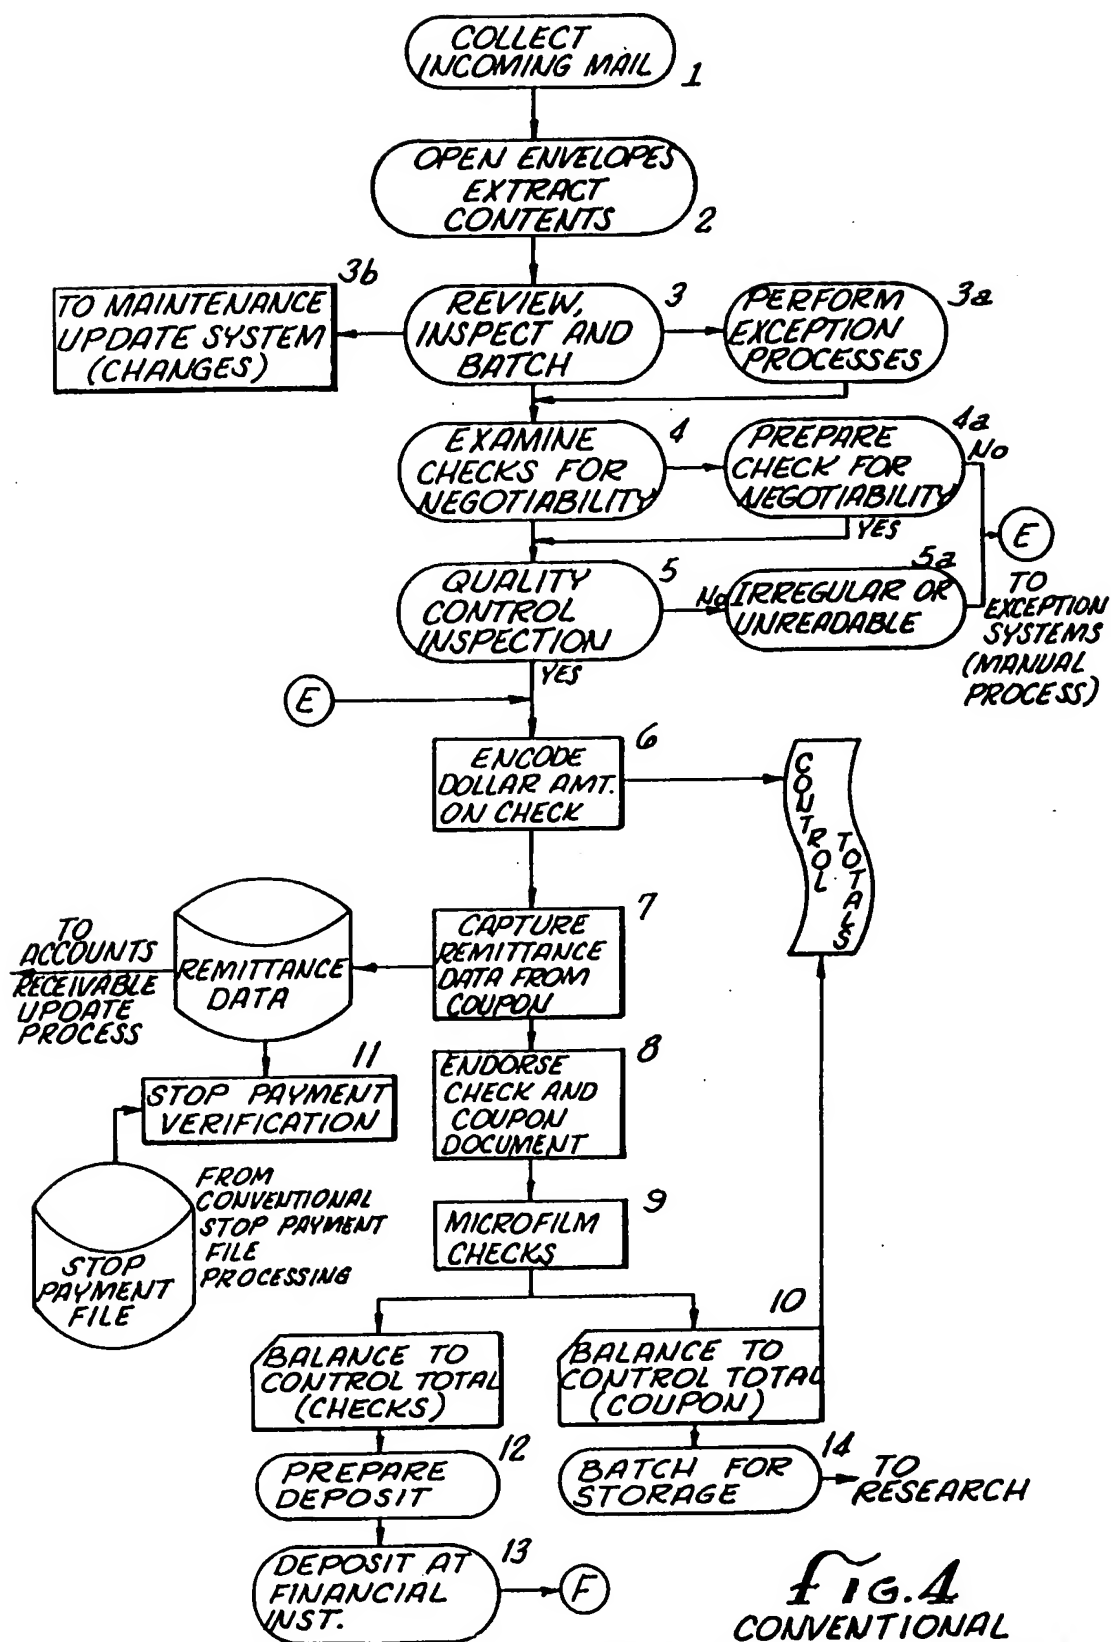 COLLECT
INCOMING MAIL
1
OPEN ENVELOPES
EXTRACT
CONTENTS
2
3b
TO MAINTENANCE
UPDATE SYSTEM
(CHANGES)
REVIEW,
INSPECT AND
BATCH
3
PERFORM
EXCEPTION
PROCESSES
3a
EXAMINE
CHECKS FOR
NEGOTIABILITY
4
PREPARE
CHECK FOR
NEGOTIABILITY
4a
NO
YES
E
TO
EXCEPTION
SYSTEMS
(MANUAL
PROCESS)
QUALITY
CONTROL
INSPECTION
5
NO
5a
IRREGULAR OR
UNREADABLE
YES
E
6
ENCODE
DOLLAR AMT.
ON CHECK
CONTROL
TOTALS
7
CAPTURE
REMITTANCE
DATA FROM
COUPON
REMITTANCE
DATA
TO
ACCOUNTS
RECEIVABLE
UPDATE
PROCESS
11
STOP PAYMENT
VERIFICATION
8
ENDORSE
CHECK AND
COUPON
DOCUMENT
STOP
PAYMENT
FILE
FROM
CONVENTIONAL
STOP PAYMENT
FILE
PROCESSING
9
MICROFILM
CHECKS
BALANCE TO
CONTROL TOTAL
(CHECKS)
10
BALANCE TO
CONTROL TOTAL
(COUPON)
12
PREPARE
DEPOSIT
14
BATCH FOR
STORAGE
TO
RESEARCH
13
DEPOSIT AT
FINANCIAL
INST.
F
FIG.4
CONVENTIONAL